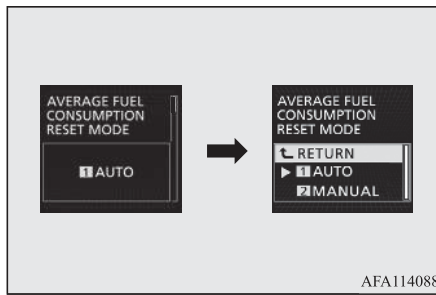 AVERAGE FUEL
CONSUMPTION
RESET MODE
1 AUTO
AVERAGE FUEL
CONSUMPTION
RESET MODE
RETURN
1 AUTO
2 MANUAL
AFA114088